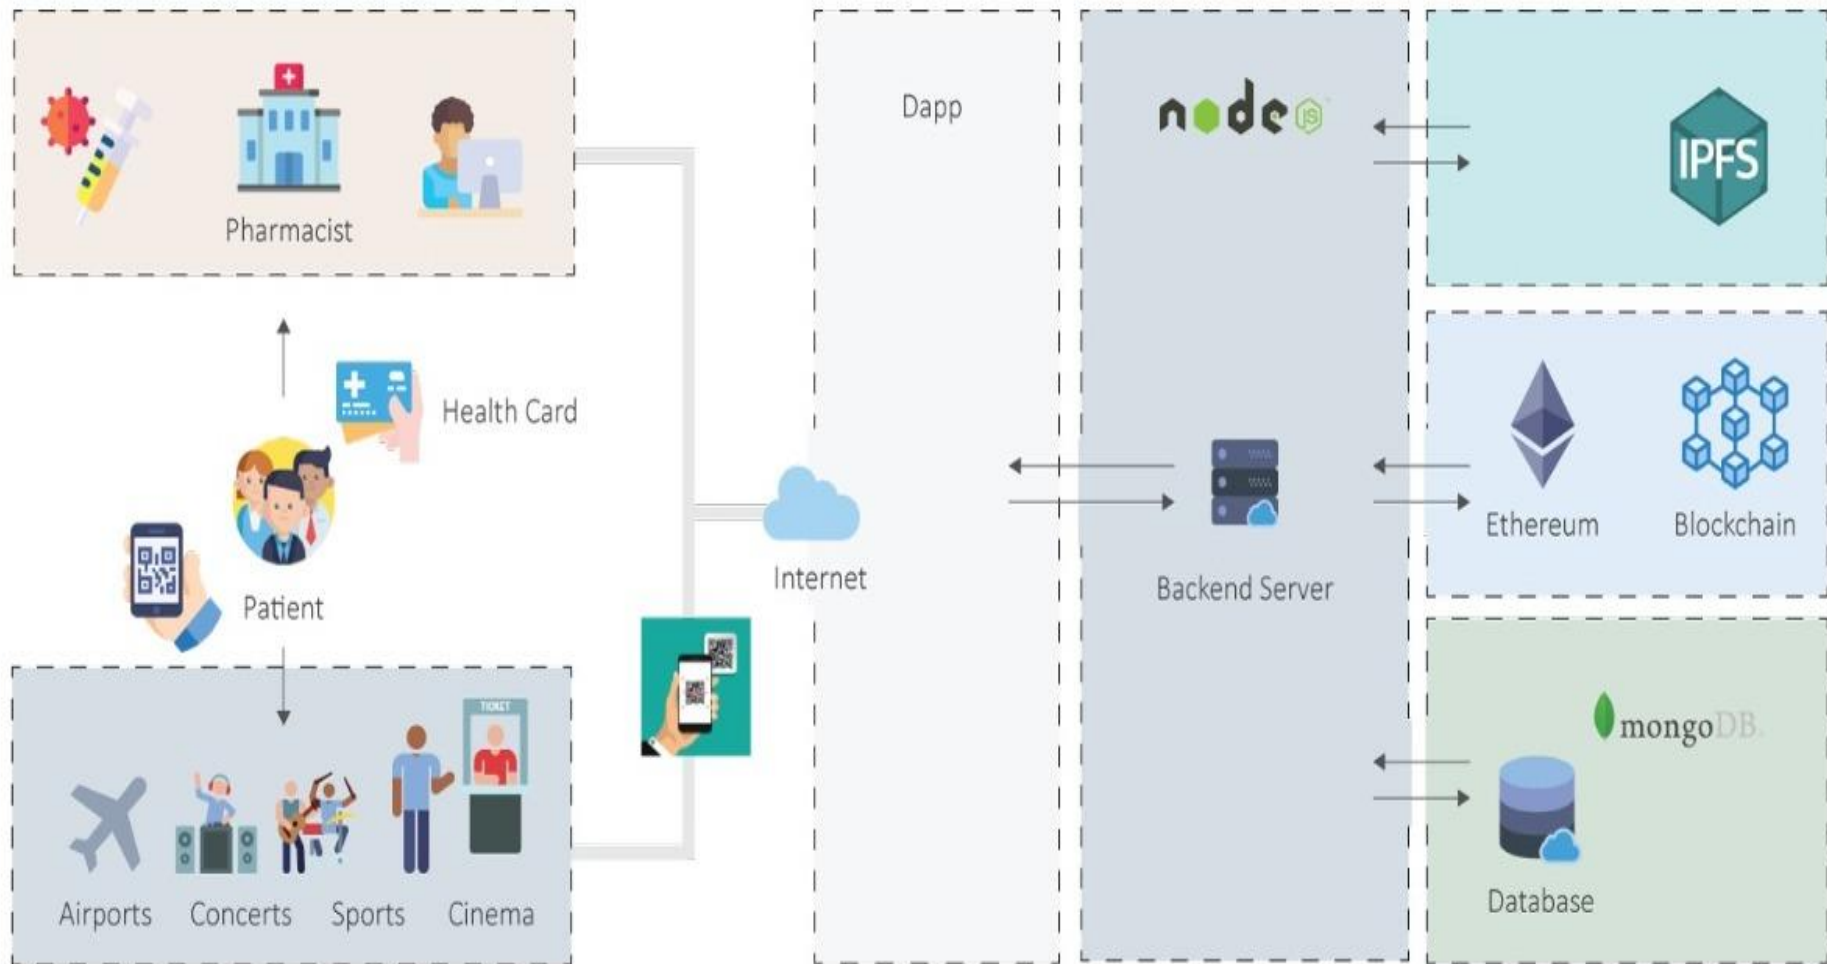 Pharmacist
Health Card
Patient
TICKET
Airports
Concerts
Sports
Cinema
Internet
Dapp
node
JS
Backend Server
IPFS
Ethereum
Blockchain
mongoDB.
Database